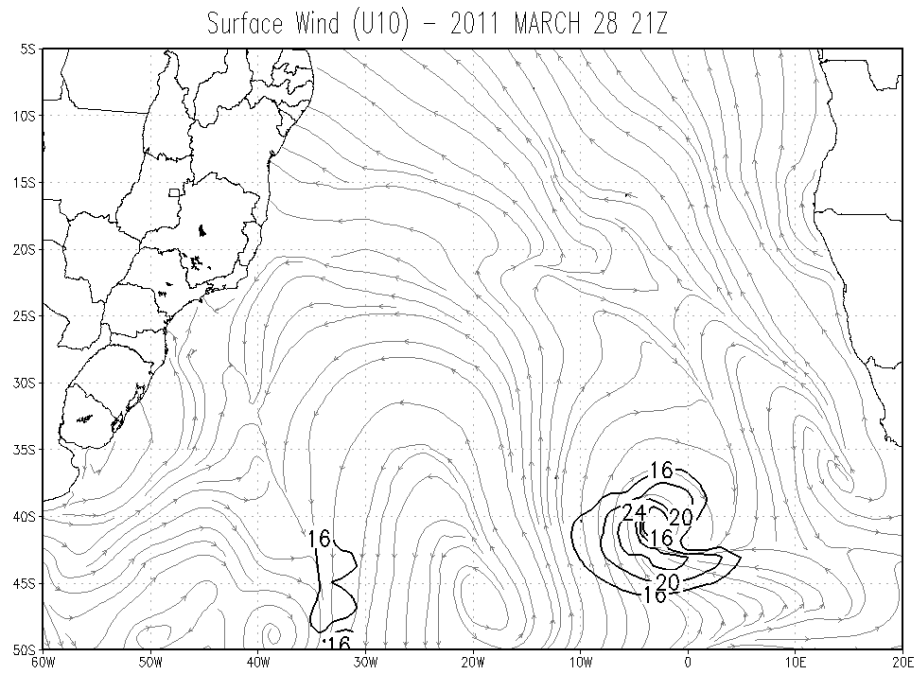 Surface Wind (U10) – 2011 MARCH 28 21Z
5S
10S
15S
20S
25S
30S
35S
16
24 20
40S
16
16
45S
20
16
16
50S
60W 50W 40W 30W 20W 10W 0 10E 20E